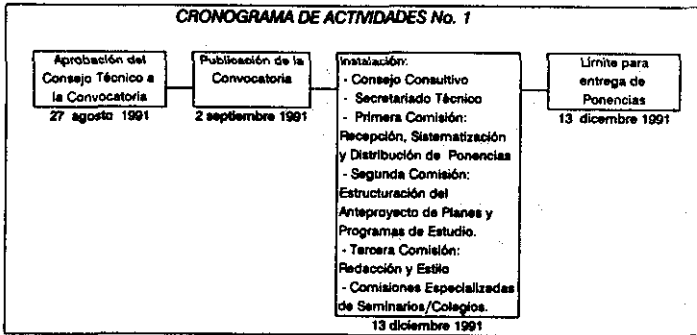 CRONOGRAMA DE ACTIVIDADES No. 1
Aprobación del
Consejo Técnico a
la Convocatoria
27 agosto 1991
Publicación de la
Convocatoria
2 septiembre 1991
Instalación:
- Consejo Consultivo
- Secretariado Técnico
- Primera Comisión:
Recepción, Sistematización
y Distribución de Ponencias
- Segunda Comisión:
Estructuración del
Anteproyecto de Planes y
Programas de Estudio.
- Tercera Comisión:
Redacción y Estilo
- Comisiones Especializadas
de Seminarios/Colegios.
13 diciembre 1991
Límite para
entrega de
Ponencias
13 dicembre 1991